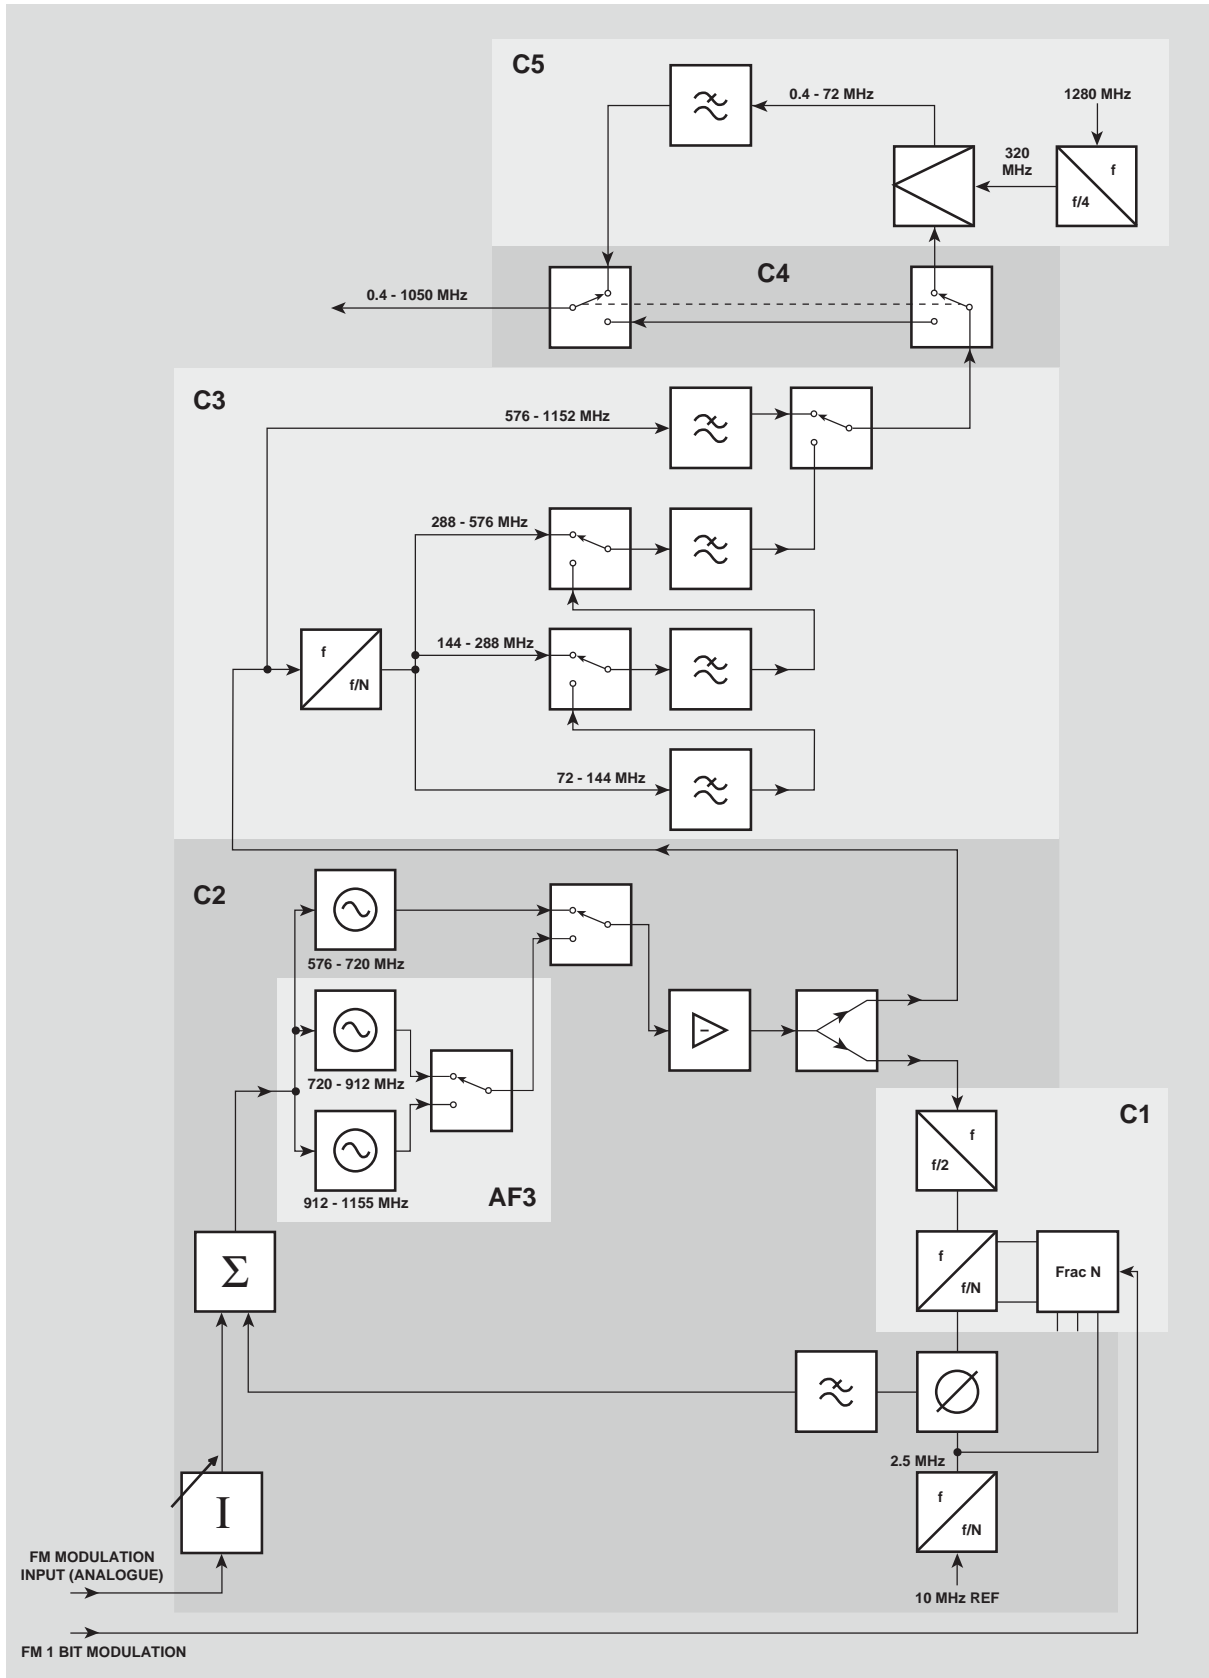 C5
0.4 - 72 MHz
1280 MHz
320
MHz
f
f/4
C4
0.4 - 1050 MHz
C3
576 - 1152 MHz
288 - 576 MHz
144 - 288 MHz
f
f/N
72 - 144 MHz
C2
576 - 720 MHz
720 - 912 MHz
912 - 1155 MHz
AF3
C1
f
f/2
f
f/N
Frac N
Σ
2.5 MHz
I
f
f/N
FM MODULATION
INPUT (ANALOGUE)
10 MHz REF
FM 1 BIT MODULATION